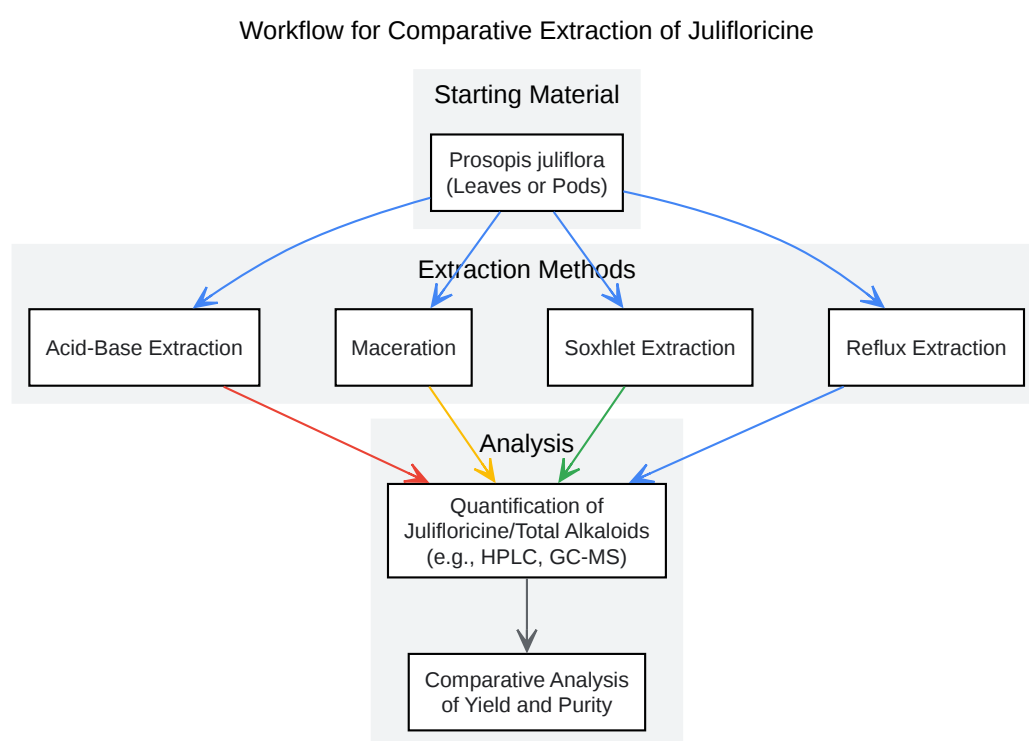 Workflow for Comparative Extraction of Julifloricine
Starting Material
Prosopis juliflora
(Leaves or Pods)
Extraction Methods
Acid-Base Extraction
Maceration
Soxhlet Extraction
Reflux Extraction
Analysis
Quantification of
Julifloricine/Total Alkaloids
(e.g., HPLC, GC-MS)
Comparative Analysis
of Yield and Purity